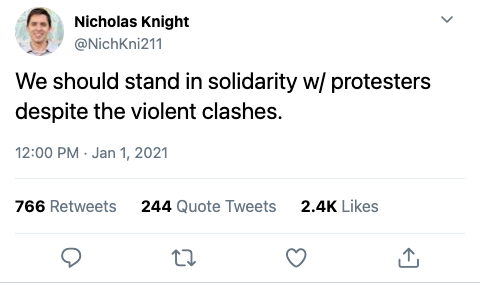 Nicholas Knight
@NichKni211
We should stand in solidarity w/ protesters
despite the violent clashes.
12:00 PM · Jan 1, 2021
766 Retweets 244 Quote Tweets 2.4K Likes